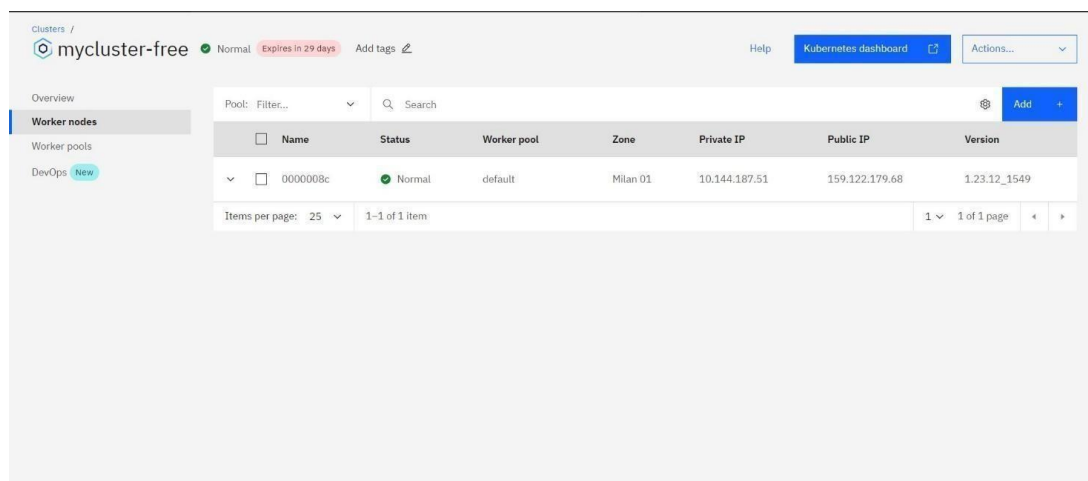 Clusters /
mycluster-free Normal Expires in 29 days Add tags Help Kubernetes dashboard Actions...
Overview
Worker nodes
Worker pools
DevOps New
Pool: Filter... Search Add +
Name Status Worker pool Zone Private IP Public IP Version
0000008c Normal default Milan 01 10.144.187.51 159.122.179.68 1.23.12_1549
Items per page: 25 1–1 of 1 item 1 1 of 1 page